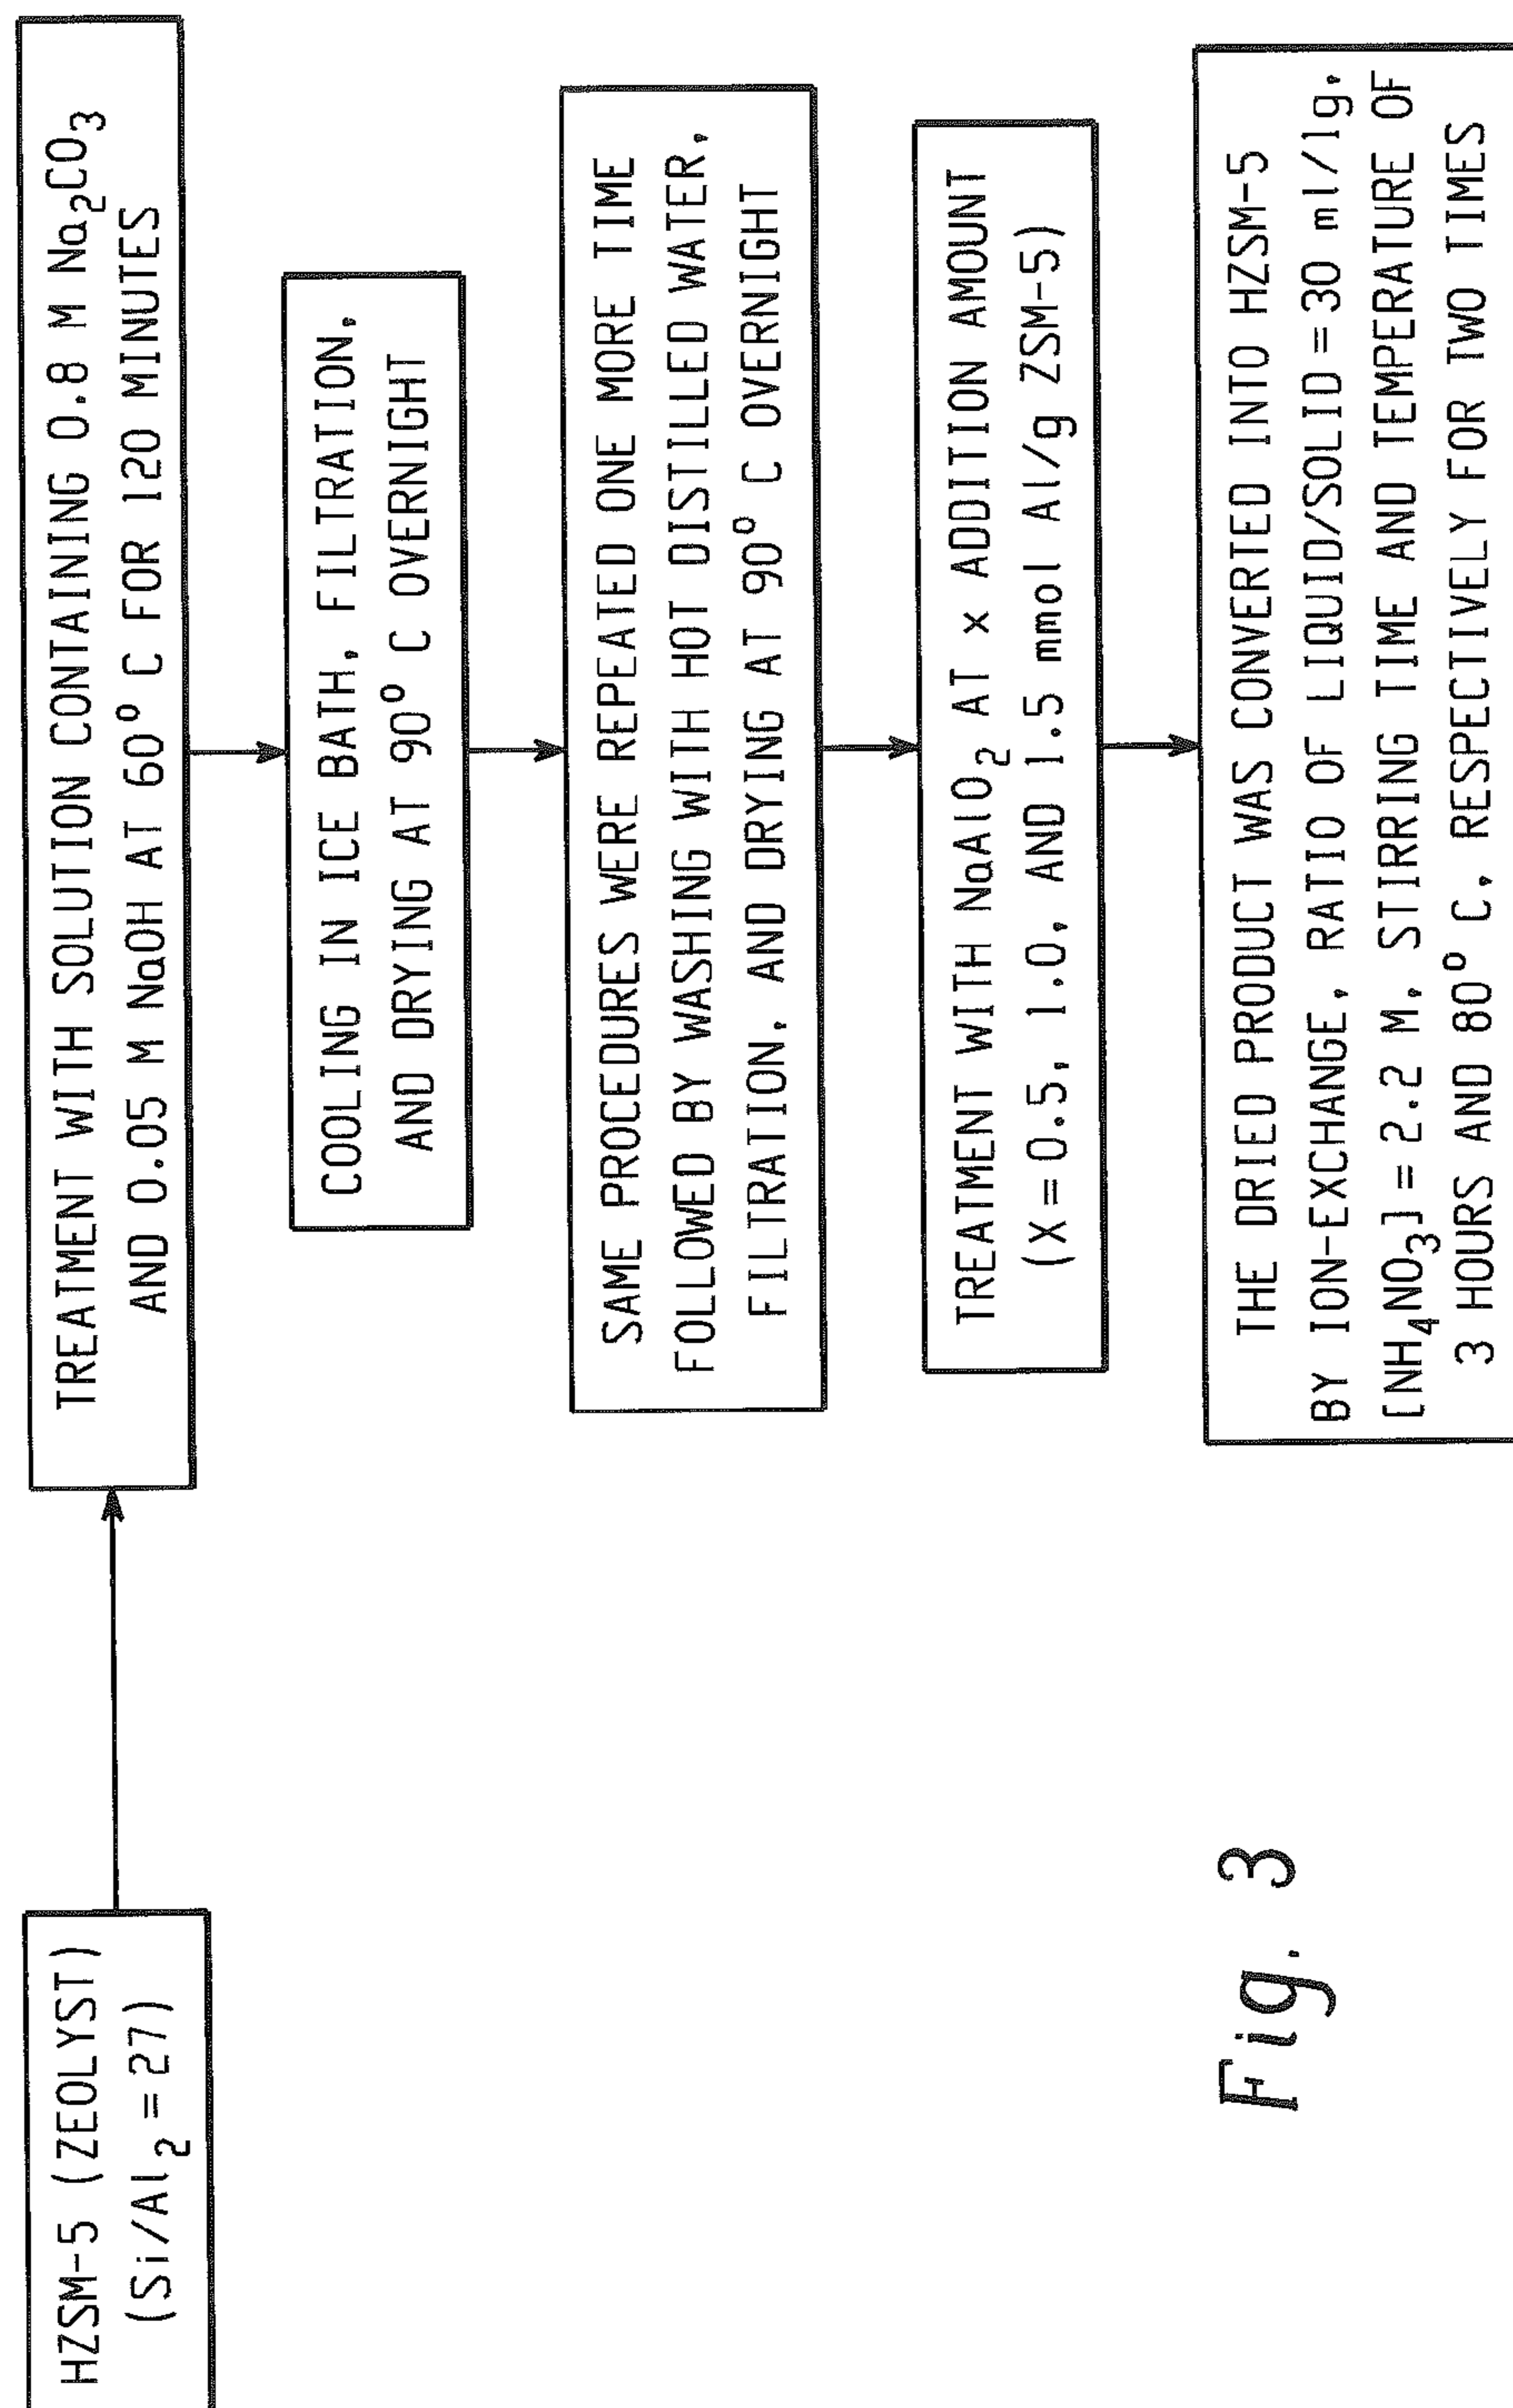 HZSM-5 (ZEOLYST)
(Si/Al2 = 27)
TREATMENT WITH SOLUTION CONTAINING 0.8 M Na2CO3
AND 0.05 M NaOH AT 60° C FOR 120 MINUTES
COOLING IN ICE BATH, FILTRATION,
AND DRYING AT 90° C OVERNIGHT
SAME PROCEDURES WERE REPEATED ONE MORE TIME
FOLLOWED BY WASHING WITH HOT DISTILLED WATER,
FILTRATION, AND DRYING AT 90° C OVERNIGHT
TREATMENT WITH NaAlO2 AT x ADDITION AMOUNT
(X = 0.5, 1.0, AND 1.5 mmol Al/g ZSM-5)
THE DRIED PRODUCT WAS CONVERTED INTO HZSM-5
BY ION-EXCHANGE, RATIO OF LIQUID/SOLID = 30 ml/1g,
[NH4NO3] = 2.2 M, STIRRING TIME AND TEMPERATURE OF
3 HOURS AND 80° C, RESPECTIVELY FOR TWO TIMES
Fig. 3